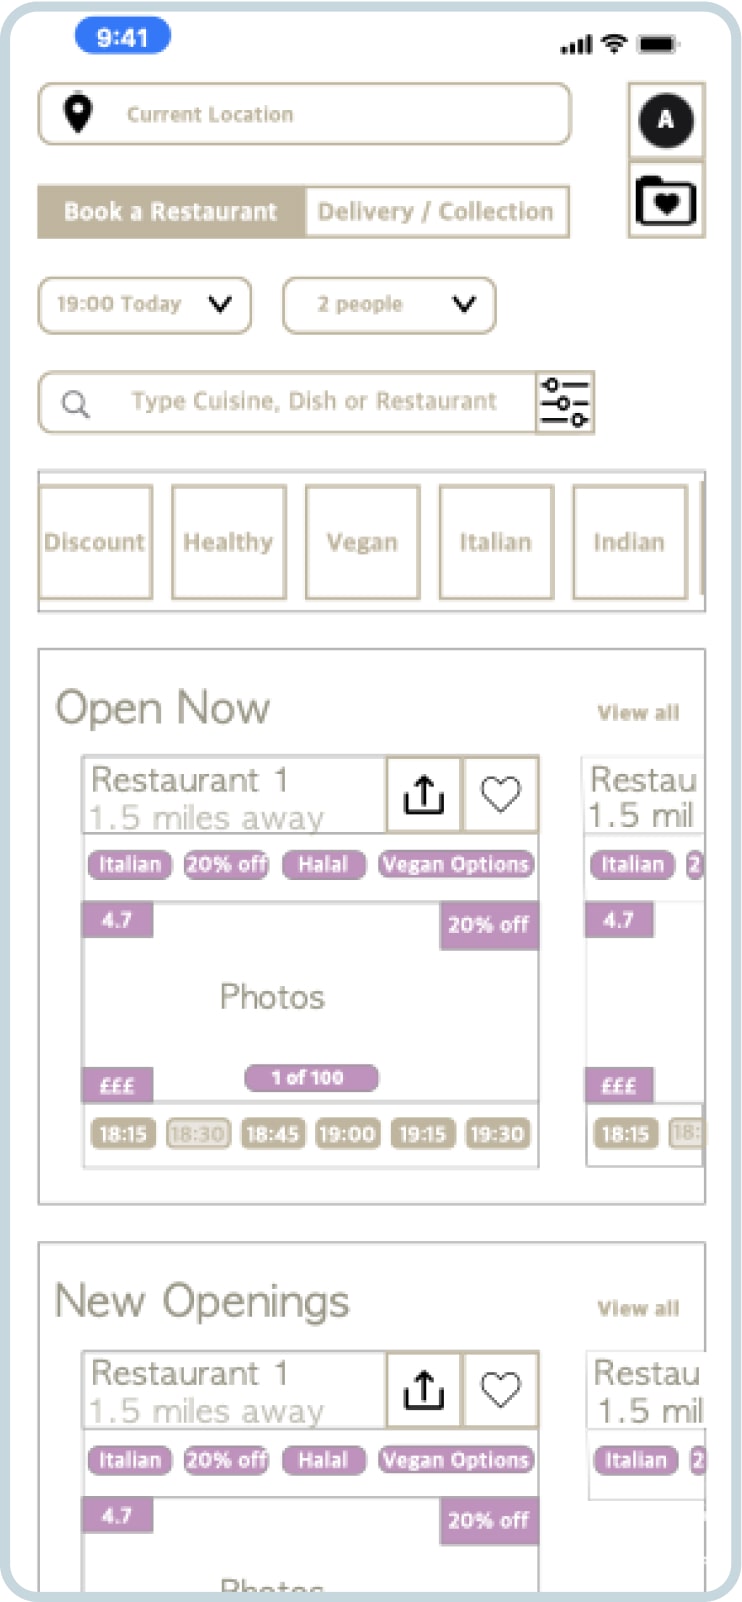 9:41
Current Location
A
Book a Restaurant
Delivery / Collection
19:00 Today
2 people
Type Cuisine, Dish or Restaurant
Discount
Healthy
Vegan
Italian
Indian
Open Now
View all
Restaurant 1
1.5 miles away
Italian
20% off
Halal
Vegan Options
4.7
20% off
Photos
£££
1 of 100
18:15
18:30
18:45
19:00
19:15
19:30
Restau
1.5 mil
Italian
2
4.7
£££
18:15
18:
New Openings
View all
Restaurant 1
1.5 miles away
Italian
20% off
Halal
Vegan Options
4.7
20% off
Photos
Restau
1.5 mil
Italian
2